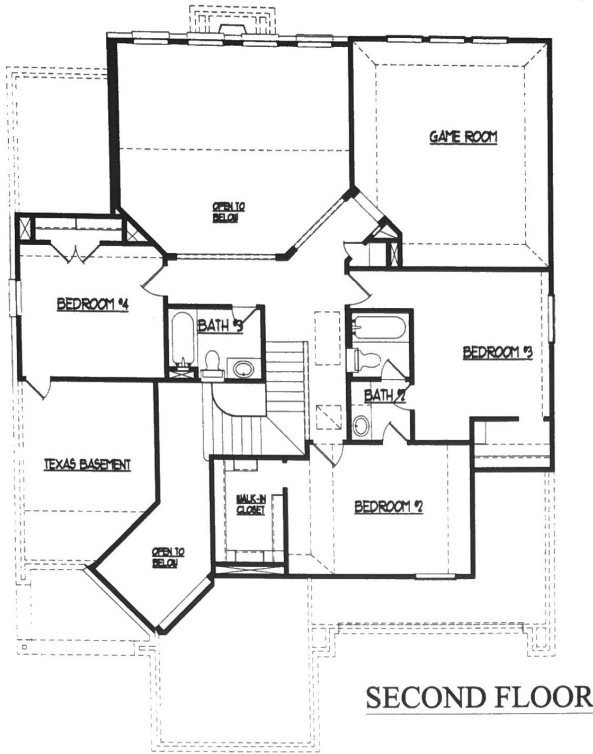 GAME ROOM
OPEN TO
BELOW
BEDROOM #4
BATH #3
BEDROOM #3
BATH #2
TEXAS BASEMENT
WALK-IN
CLOSET
BEDROOM #2
OPEN TO
BELOW
SECOND FLOOR